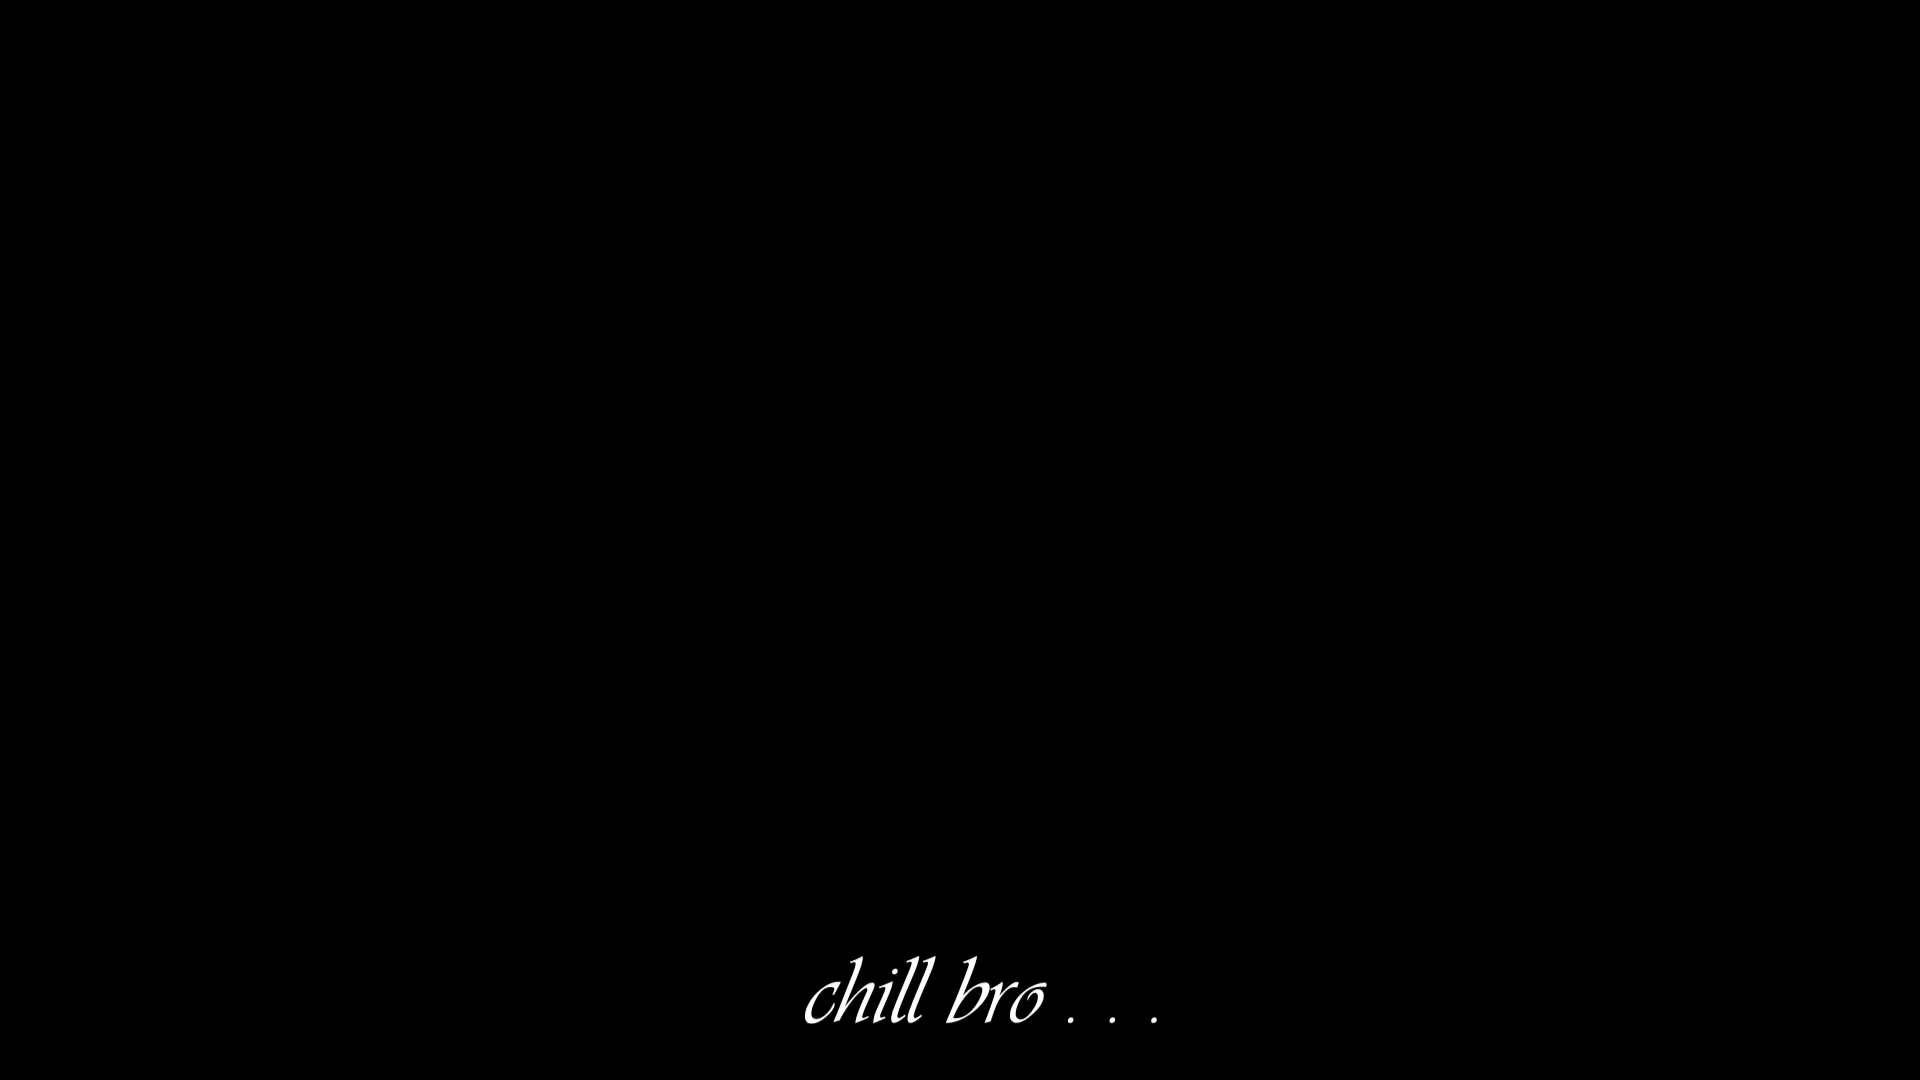 chill bro . . .